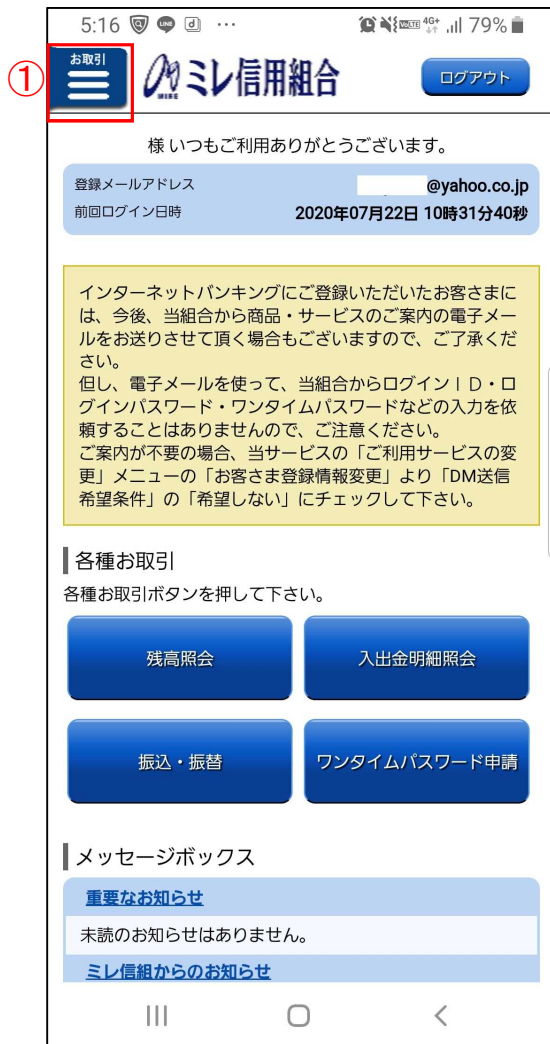 5:16 ... 4G+ 79%
①
お取引
MIRE ミレ信用組合
ログアウト
様 いつもご利用ありがとうございます。
登録メールアドレス @yahoo.co.jp
前回ログイン日時 2020年07月22日 10時31分40秒
インターネットバンキングにご登録いただいたお客さまに
は、今後、当組合から商品・サービスのご案内の電子メー
ルをお送りさせて頂く場合もございますので、ご了承くだ
さい。
但し、電子メールを使って、当組合からログインＩＤ・ロ
グインパスワード・ワンタイムパスワードなどの入力を依
頼することはありませんので、ご注意ください。
ご案内が不要の場合、当サービスの「ご利用サービスの変
更」メニューの「お客さま登録情報変更」より「DM送信
希望条件」の「希望しない」にチェックして下さい。
各種お取引
各種お取引ボタンを押して下さい。
残高照会 入出金明細照会
振込・振替 ワンタイムパスワード申請
メッセージボックス
重要なお知らせ
未読のお知らせはありません。
ミレ信組からのお知らせ